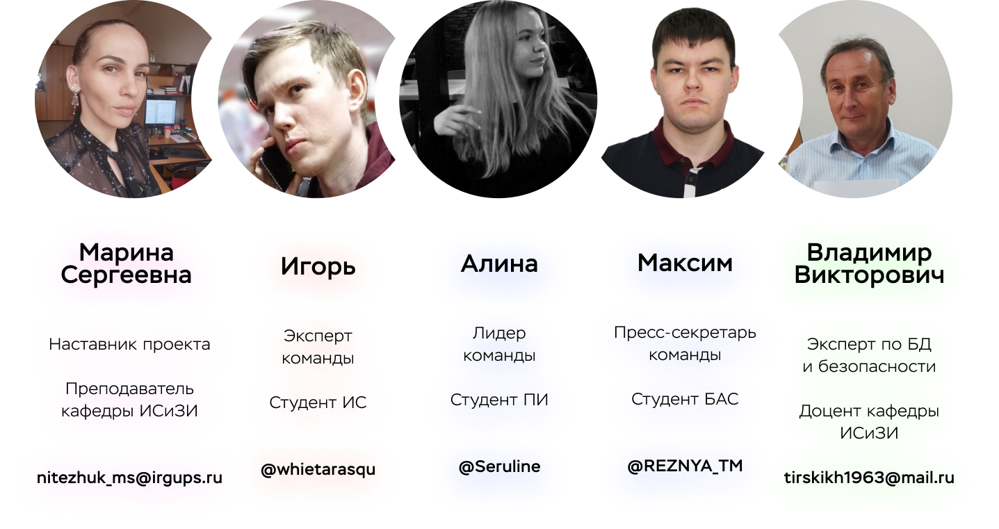 Марина
Сергеевна
Наставник проекта
Преподаватель
кафедры ИСиЗИ
nitezhuk_ms@irgups.ru
Игорь
Эксперт
команды
Студент ИС
@whietarasqu
Алина
Лидер
команды
Студент ПИ
@Seruline
Максим
Пресс-секретарь
команды
Студент БАС
@REZNYA_TM
Владимир
Викторович
Эксперт по БД
и безопасности
Доцент кафедры
ИСиЗИ
tirskikh1963@mail.ru